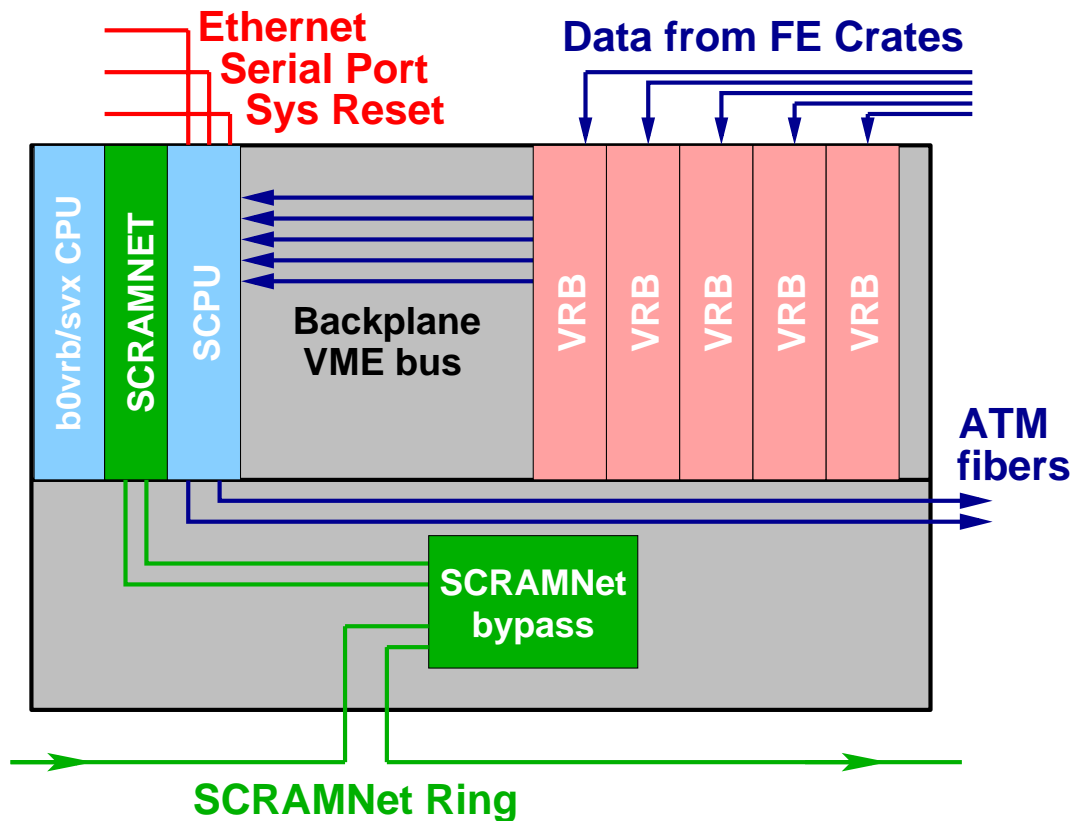 Ethernet
Serial Port
Sys Reset
Data from FE Crates
b0vrb/svx CPU
SCRAMNET
SCPU
Backplane
VME bus
VRB
VRB
VRB
VRB
VRB
ATM
fibers
SCRAMNet
bypass
SCRAMNet Ring